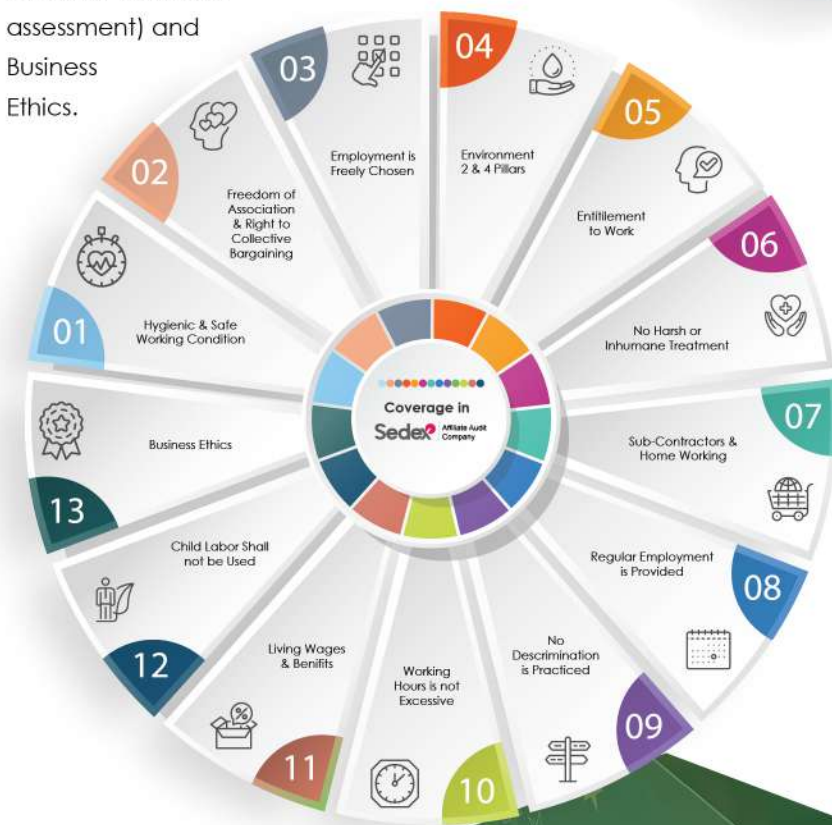 assessment) and
Business
Ethics.
01
Hygienic & Safe
Working Condition
02
Freedom of
Association
& Right to
Collective
Bargaining
03
Employment is
Freely Chosen
04
Environment
2 & 4 Pillars
05
Entitilement
to Work
06
No Harsh or
Inhumane Treatment
07
Sub-Contractors &
Home Working
08
Regular Employment
is Provided
09
No
Descrimination
is Practiced
10
Working
Hours is not
Excessive
11
Living Wages
& Benifits
12
Child Labor Shall
not be Used
13
Business Ethics
Coverage in
Sedex Affiliate Audit
Company
%